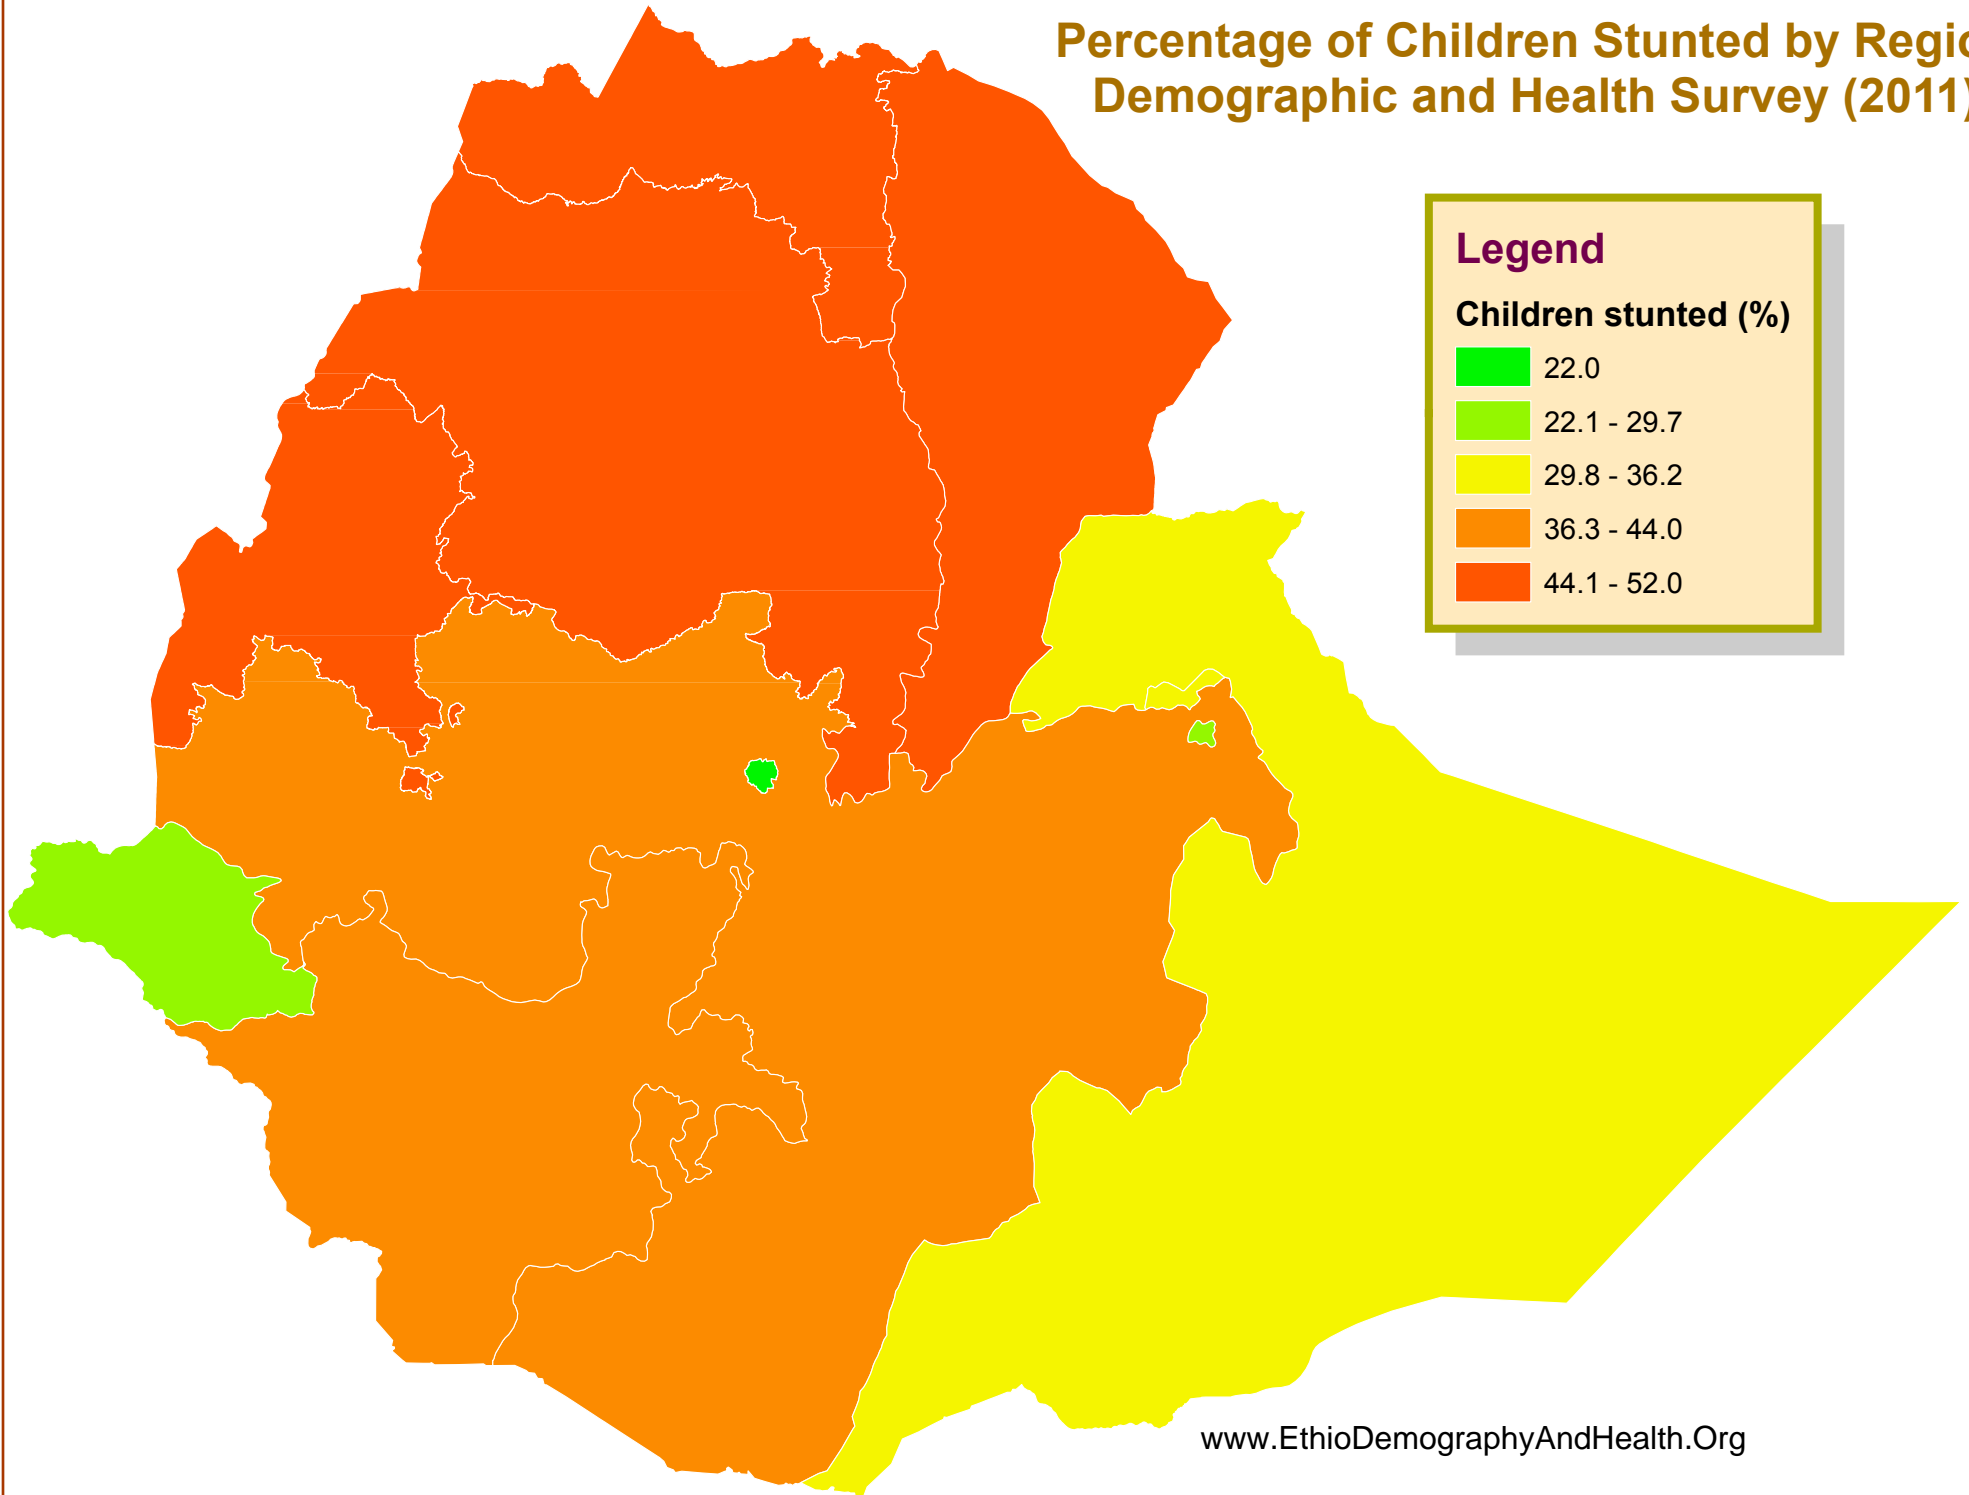 Percentage of Children Stunted by Regio
Demographic and Health Survey (2011)
Legend
Children stunted (%)
22.0
22.1 - 29.7
29.8 - 36.2
36.3 - 44.0
44.1 - 52.0
www.EthioDemographyAndHealth.Org